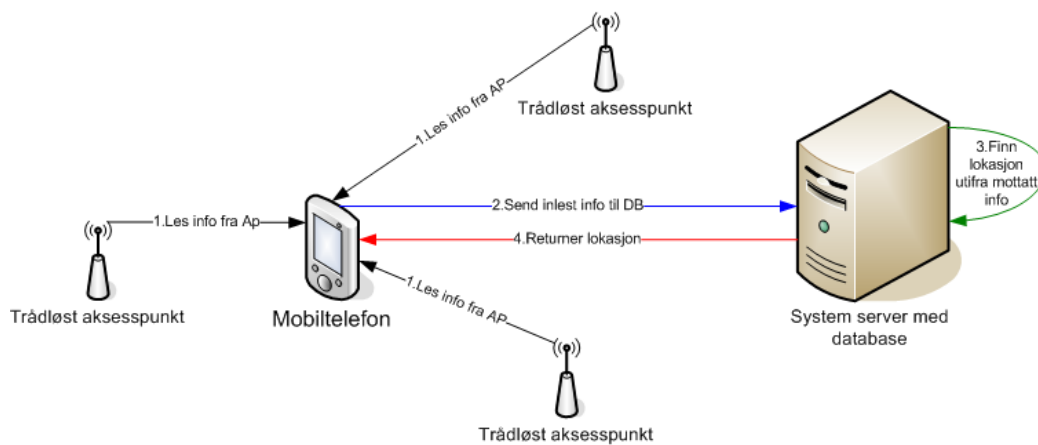 1.Les info fra AP
Trådløst aksesspunkt
3.Finn
lokasjon
utifra mottatt
info
2.Send inlest info til DB
1.Les info fra Ap
4.Returner lokasjon
1.Les info fra AP
Trådløst aksesspunkt
Mobiltelefon
System server med
database
Trådløst aksesspunkt